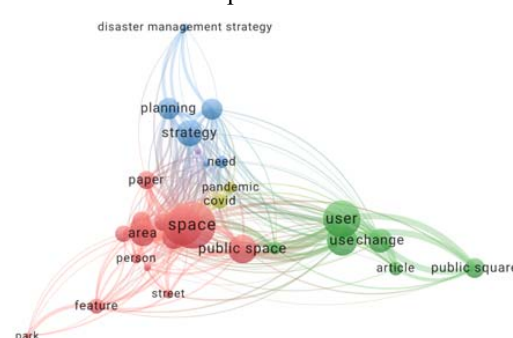 disaster management strategy
planning
strategy
need
paper
pandemic
covid
space
user
area
use change
public space
person
article
public square
street
feature
park